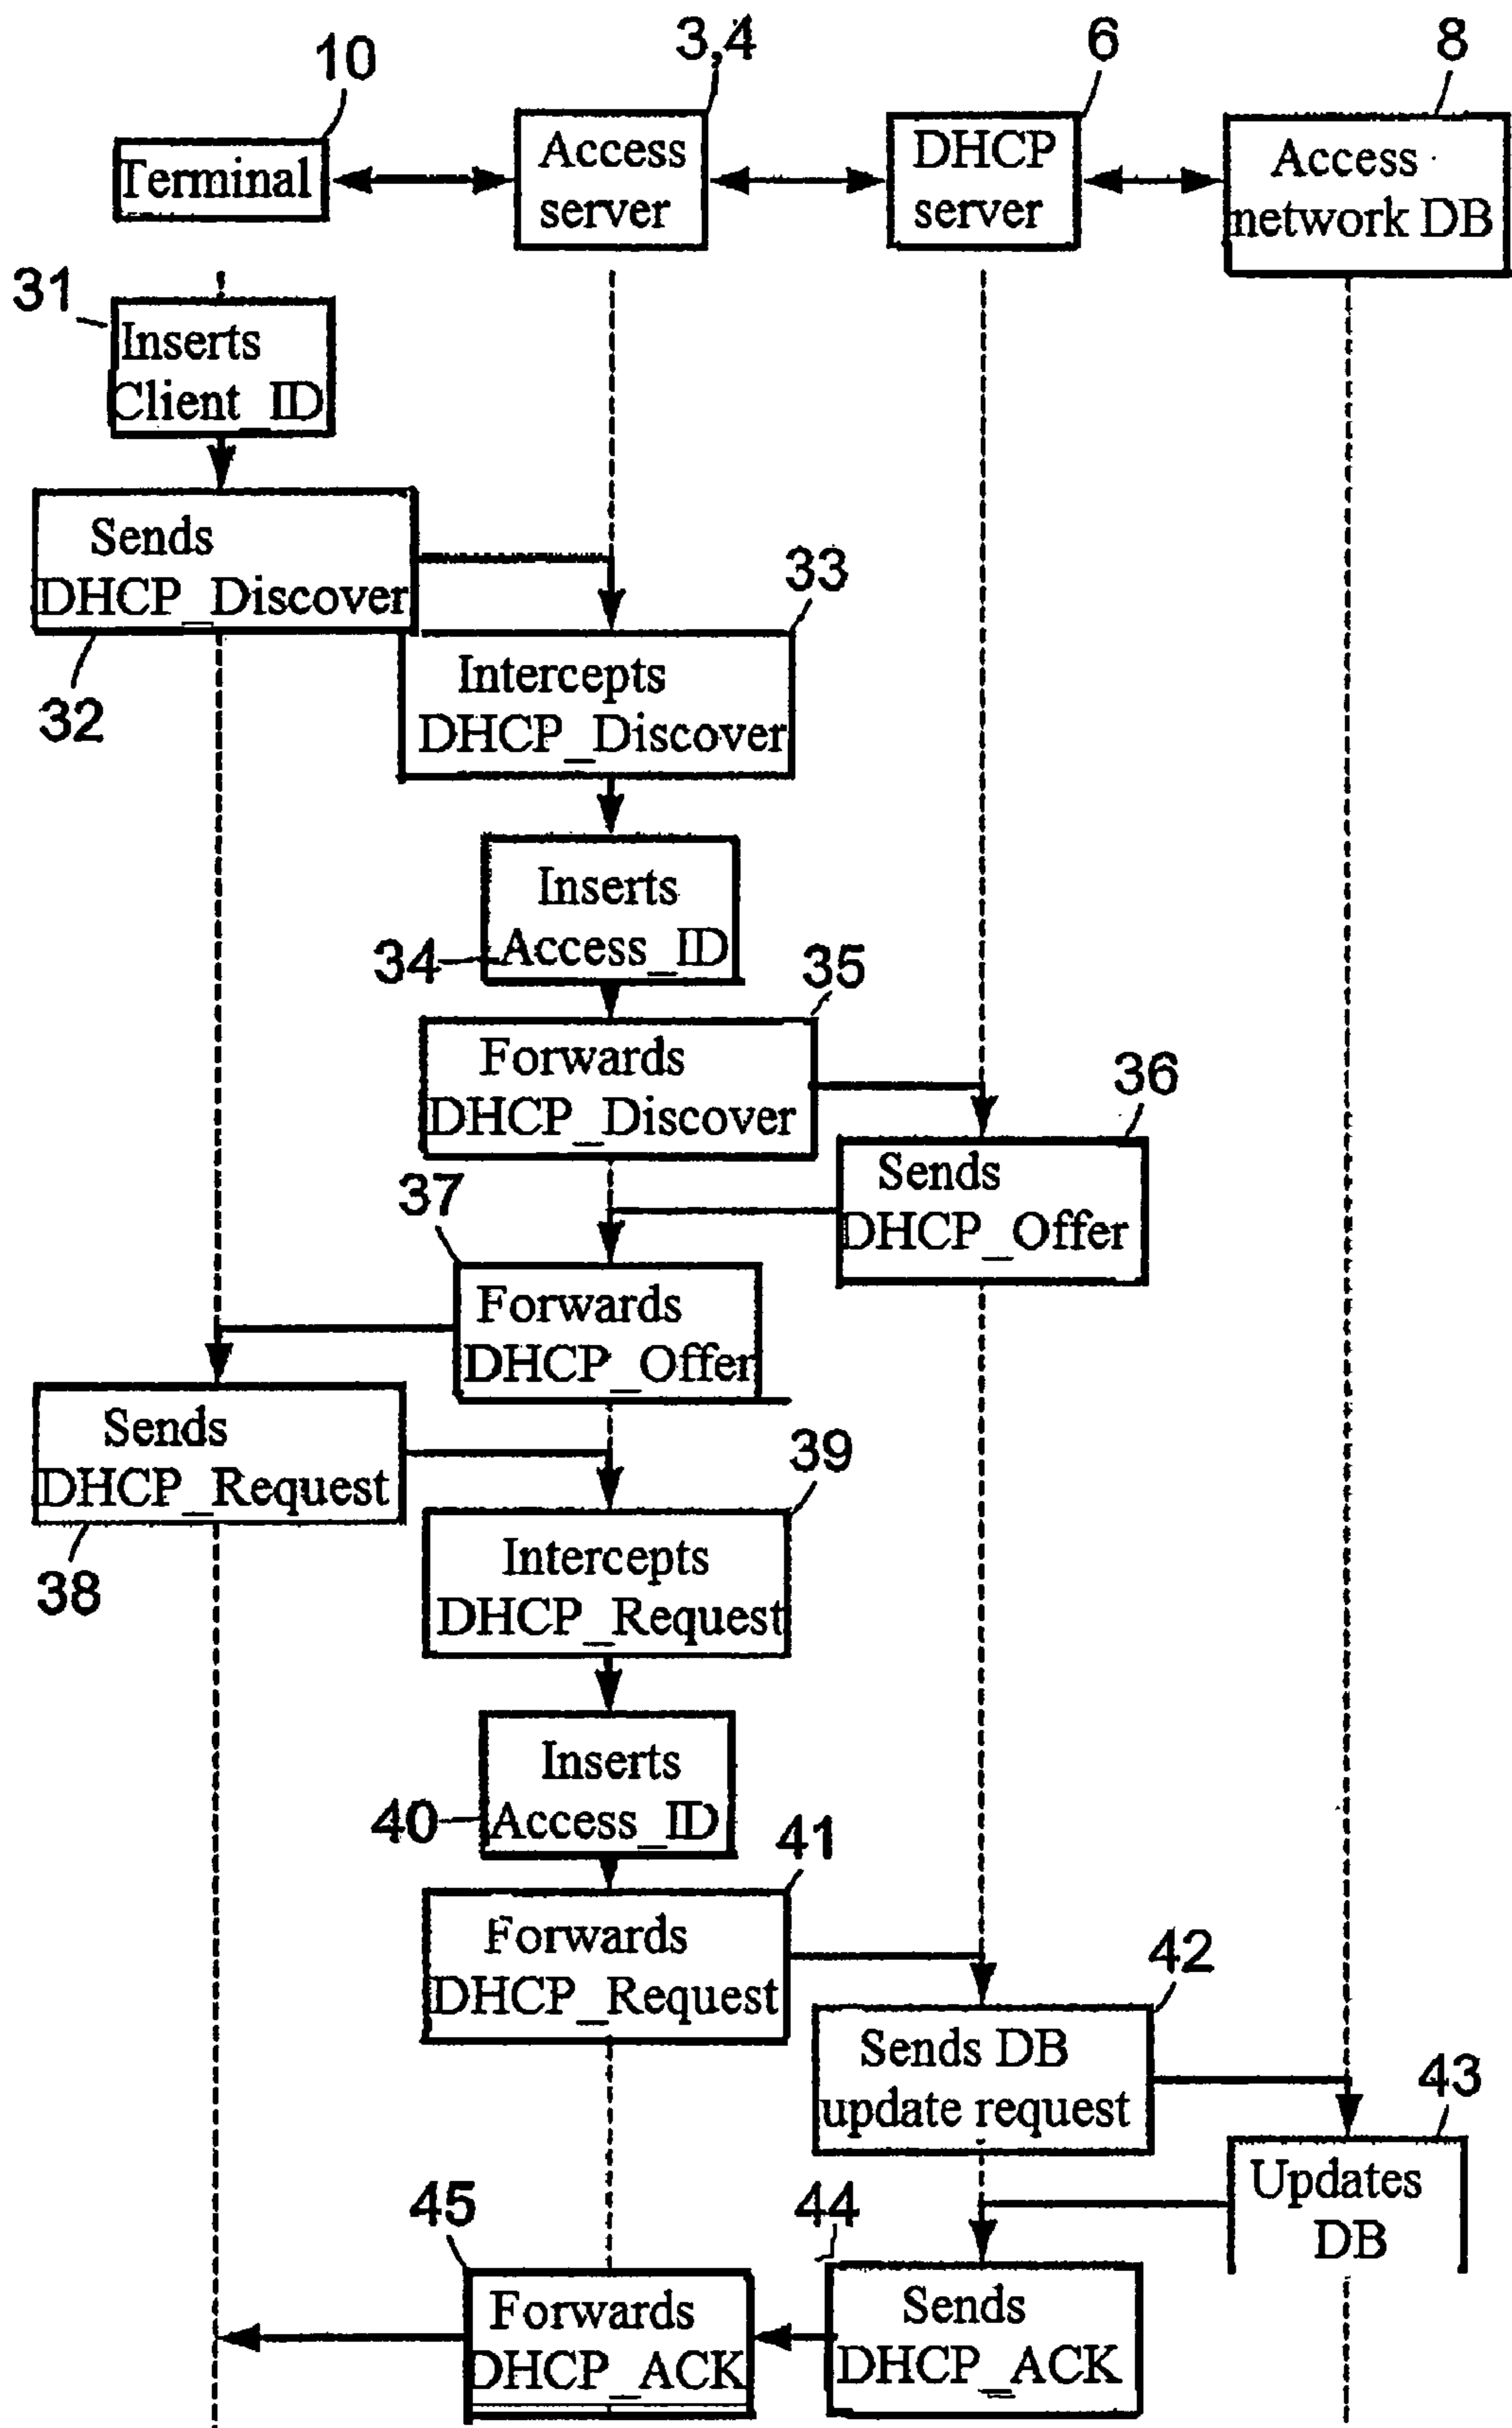 10
3,4
6
8
Terminal
Access
server
DHCP
server
Access
network DB
31
Inserts
Client_ID
Sends
DHCP_Discover
32
33
Intercepts
DHCP_Discover
Inserts
Access_ID
34
35
Forwards
DHCP_Discover
36
Sends
DHCP_Offer
37
Forwards
DHCP_Offer
Sends
DHCP_Request
38
39
Intercepts
DHCP_Request
Inserts
Access_ID
40
41
Forwards
DHCP_Request
42
Sends DB
update request
43
Updates
DB
44
Sends
DHCP_ACK
45
Forwards
DHCP_ACK